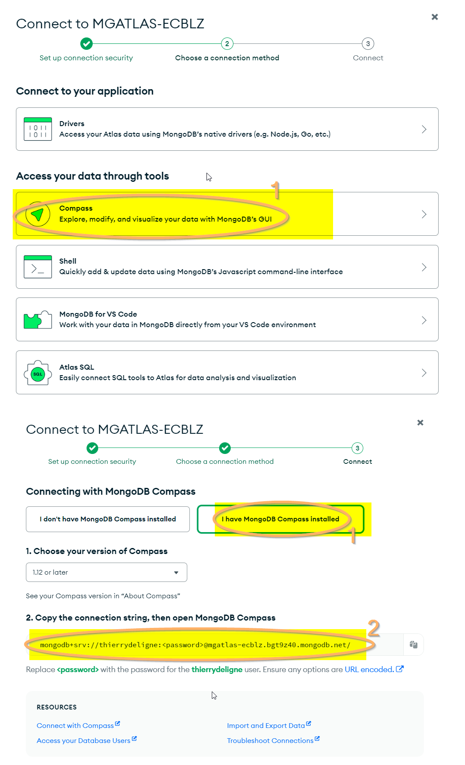 Connect to MGATLAS-ECBLZ
2
3
Set up connection security
Choose a connection method
Connect
Connect to your application
1011
1011
Drivers
Access your Atlas data using MongoDB's native drivers (e.g. Node.js, Go, etc.)
Access your data through tools
1
Compass
Explore, modify, and visualize your data with MongoDB's GUI
Shell
Quickly add & update data using MongoDB's Javascript command-line interface
MongoDB for VS Code
Work with your data in MongoDB directly from your VS Code environment
SQL
Atlas SQL
Easily connect SQL tools to Atlas for data analysis and visualization
Connect to MGATLAS-ECBLZ
3
Set up connection security
Choose a connection method
Connect
Connecting with MongoDB Compass
I don't have MongoDB Compass installed
I have MongoDB Compass installed
1
1. Choose your version of Compass
1.12 or later
See your Compass version in "About Compass"
2. Copy the connection string, then open MongoDB Compass
2
mongodb+srv://thierrydeligne:<password>@mgatlas-ecblz.bgt9z40.mongodb.net/
Replace <password> with the password for the thierrydeligne user. Ensure any options are URL encoded.
RESOURCES
Connect with Compass
Import and Export Data
Access your Database Users
Troubleshoot Connections